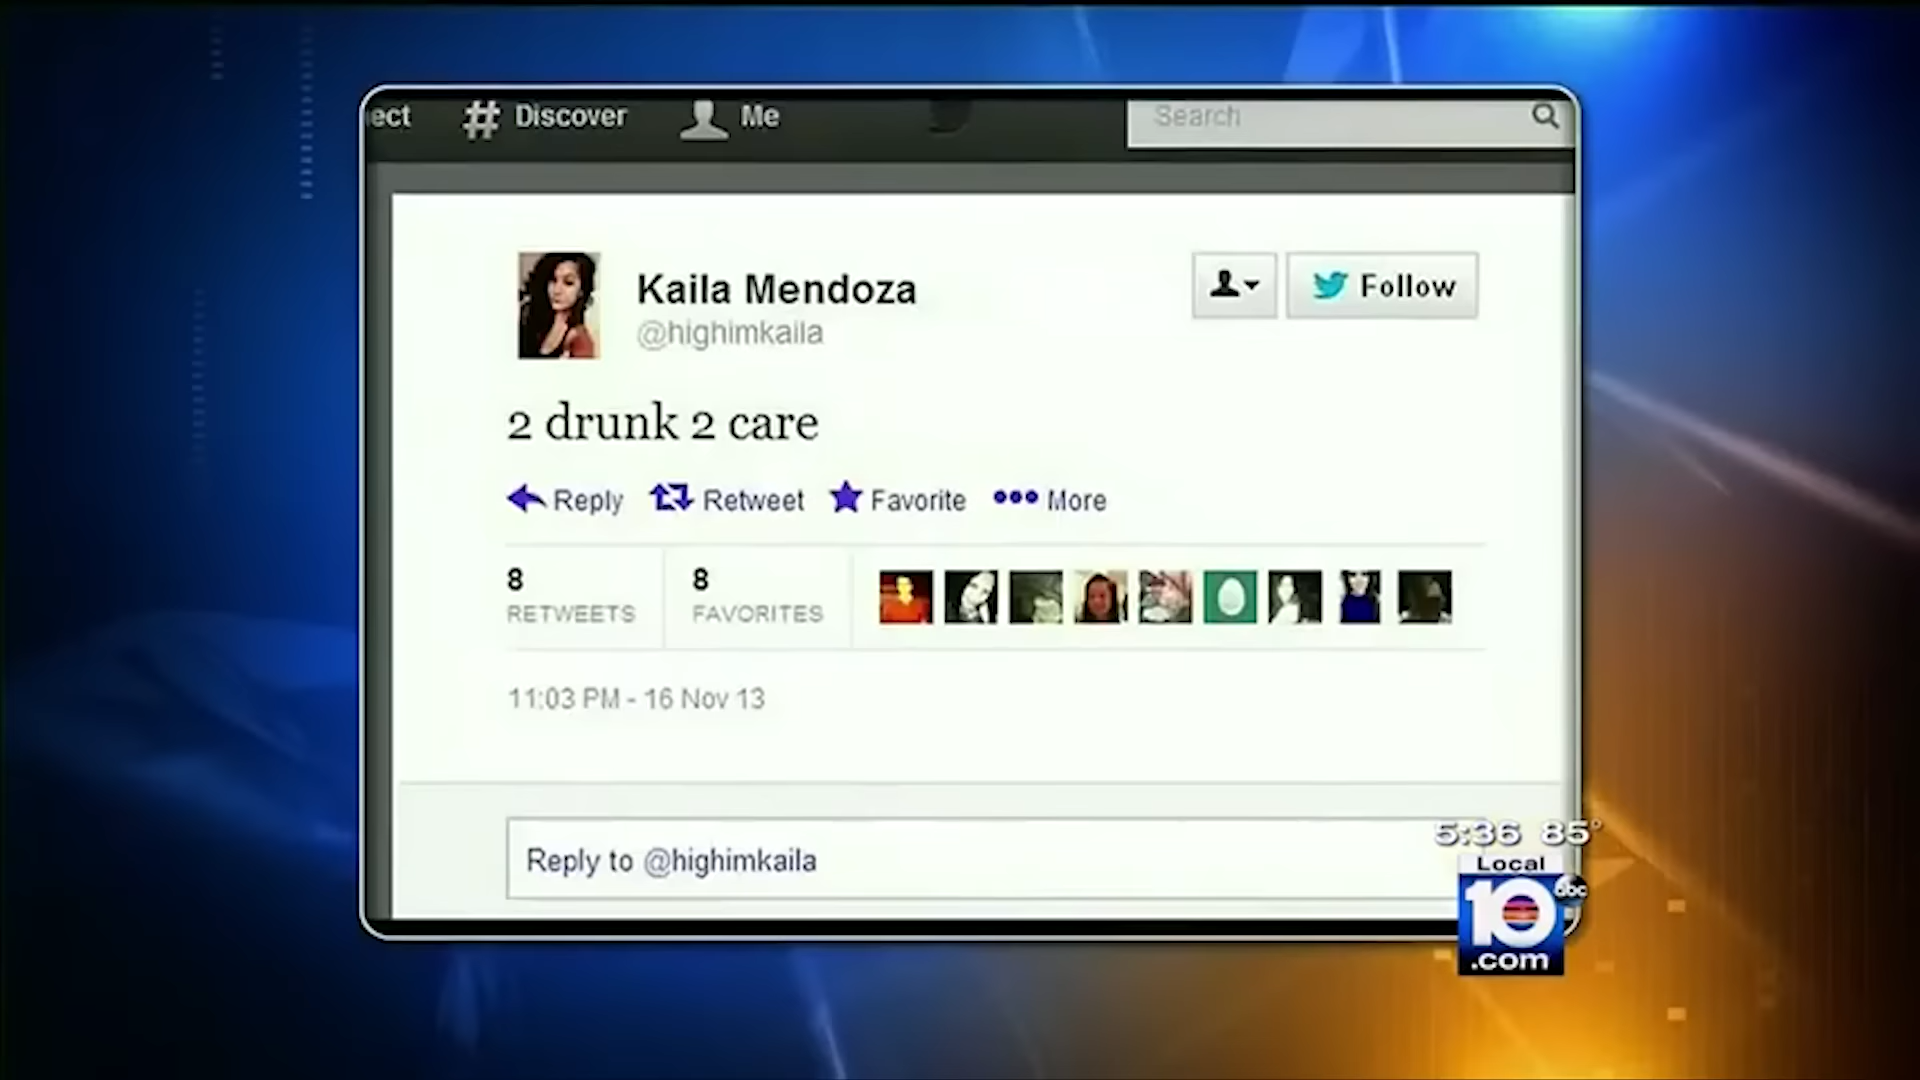 # Discover
Me
Search
Kaila Mendoza
@highimkaila
Follow
2 drunk 2 care
Reply
Retweet
Favorite
More
8
RETWEETS
8
FAVORITES
11:03 PM - 16 Nov 13
Reply to @highimkaila
5:36 85°
Local
10
abc
.com